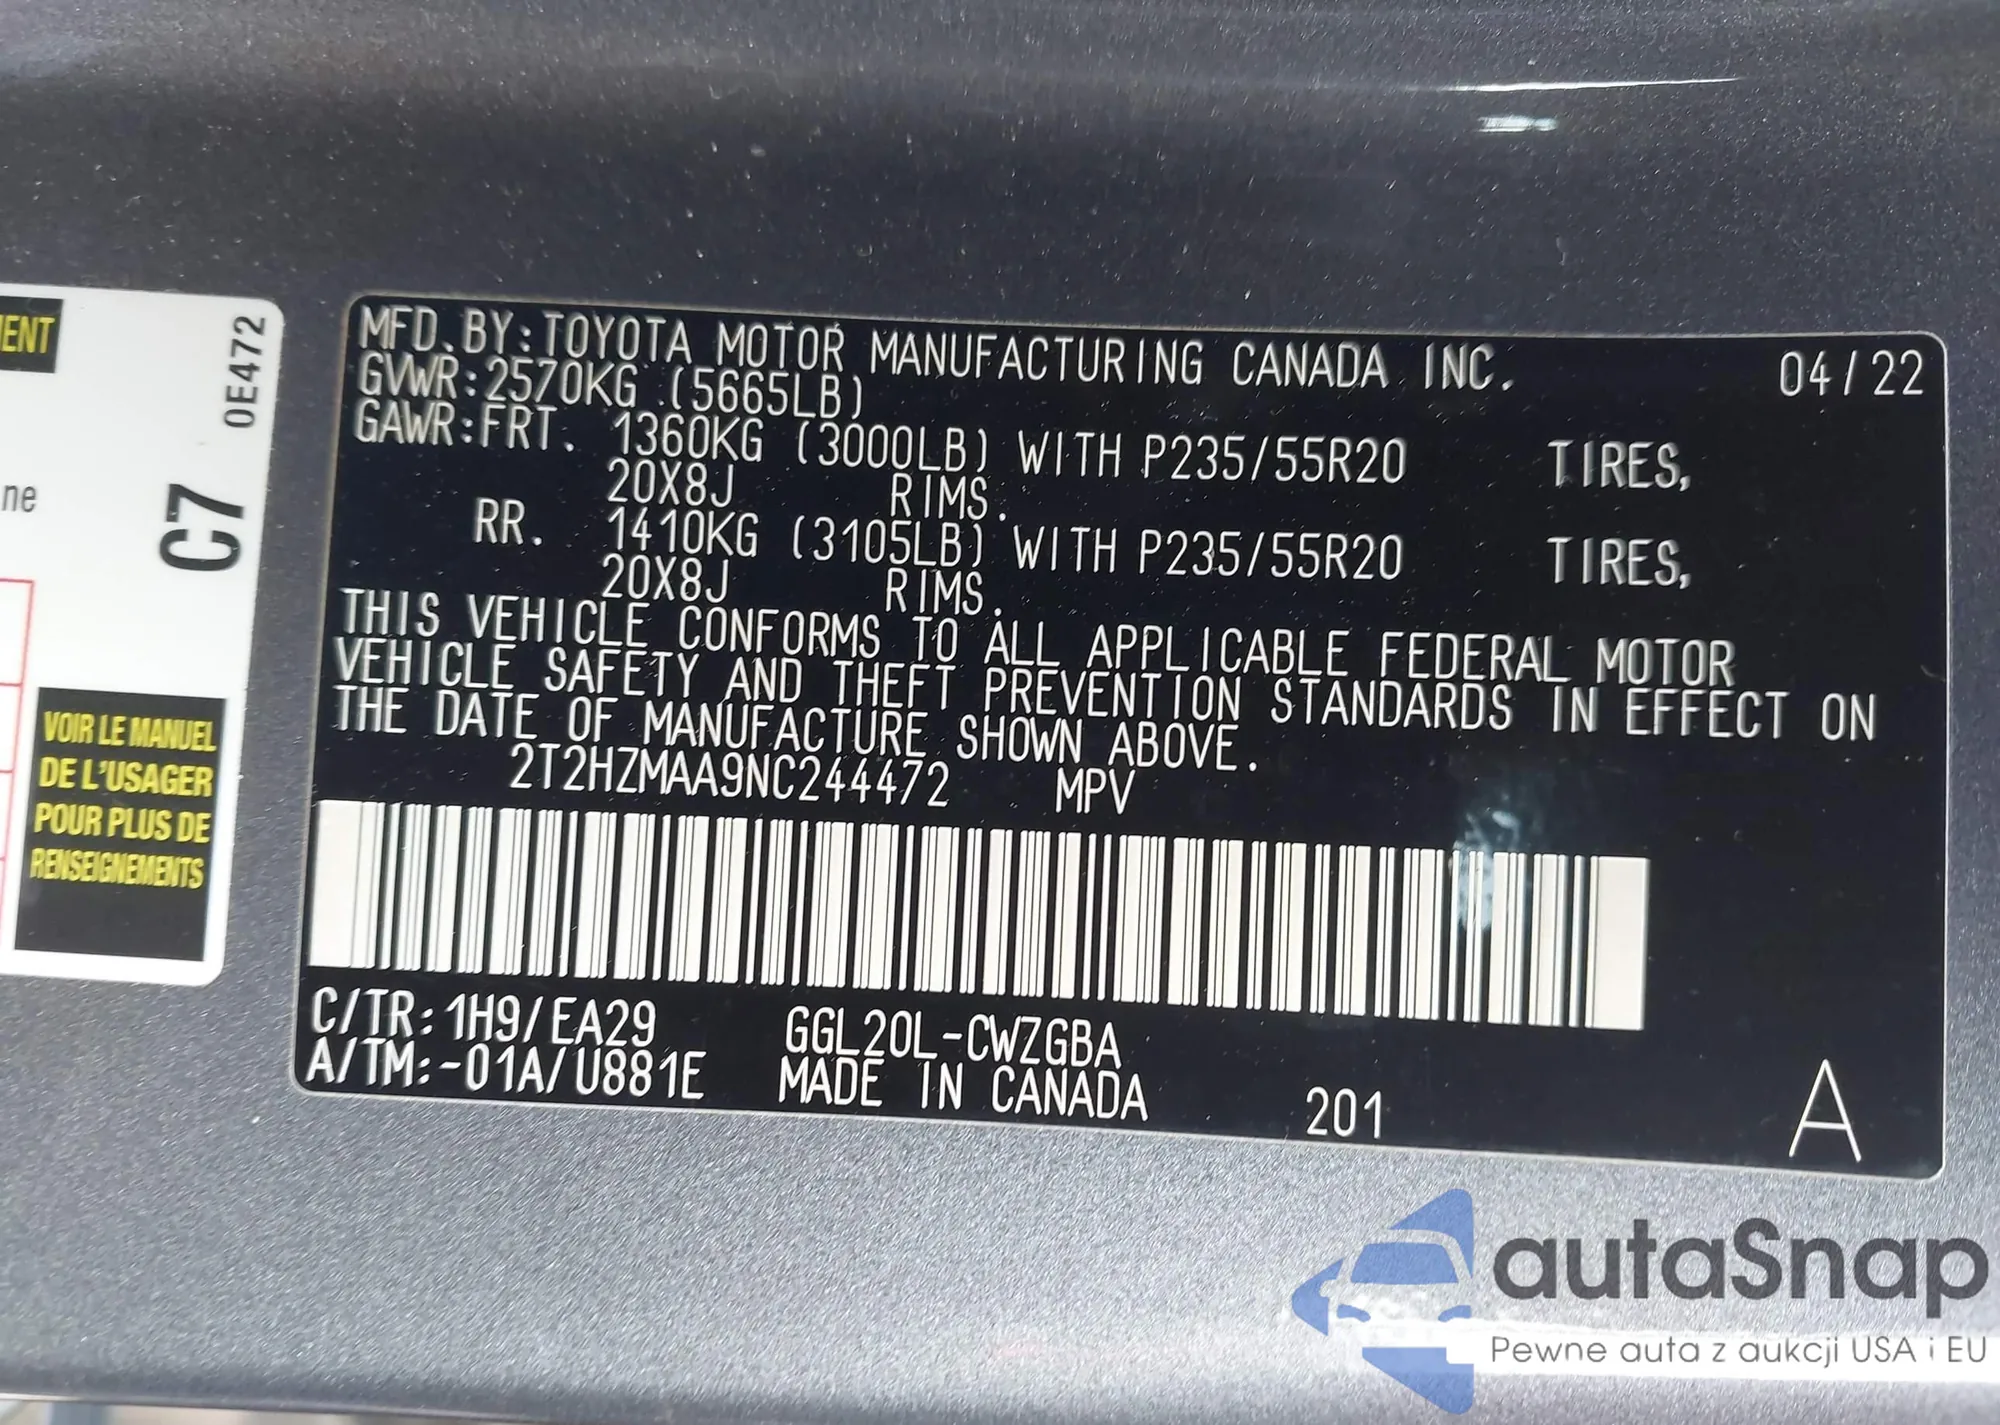 MENT
0E472
C7
ne
VOIR LE MANUEL
DE L'USAGER
POUR PLUS DE
RENSEIGNEMENTS
MFD.BY:TOYOTA MOTOR MANUFACTURING CANADA INC. 04/22
GVWR:2570KG (5665LB)
GAWR:FRT. 1360KG (3000LB) WITH P235/55R20 TIRES,
20X8J RIMS.
RR. 1410KG (3105LB) WITH P235/55R20 TIRES,
20X8J RIMS.
THIS VEHICLE CONFORMS TO ALL APPLICABLE FEDERAL MOTOR
VEHICLE SAFETY AND THEFT PREVENTION STANDARDS IN EFFECT ON
THE DATE OF MANUFACTURE SHOWN ABOVE.
2T2HZMAA9NC244472 MPV
C/TR:1H9/EA29 GGL20L-CWZGBA
A/TM:-01A/U881E MADE IN CANADA 201 A
autaSnap
Pewne auta z aukcji USA i EU